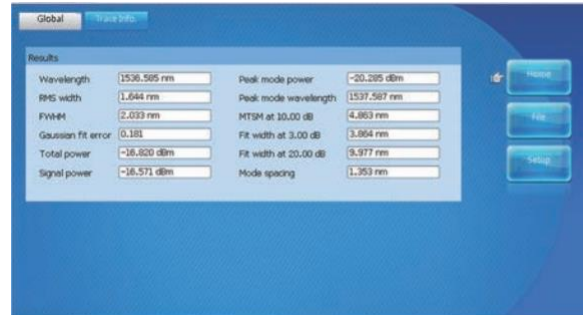 Global
Trace Info.
Results
Wavelength 1536.585 nm
Peak mode power -20.285 dBm
RMS width 1.644 nm
Peak mode wavelength 1537.587 nm
FWHM 2.033 nm
MTSM at 10.00 dB 4.863 nm
Gaussian fit error 0.181
Fit width at 3.00 dB 3.864 nm
Total power -16.820 dBm
Fit width at 20.00 dB 9.977 nm
Signal power -16.571 dBm
Mode spacing 1.353 nm
Home
File
Setup